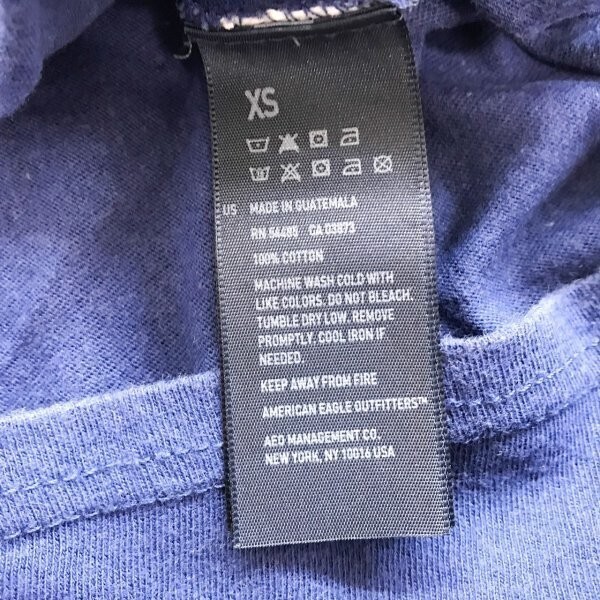 XS
US MADE IN GUATEMALA
RN 54485 CA 03873
100% COTTON
MACHINE WASH COLD WITH
LIKE COLORS. DO NOT BLEACH.
TUMBLE DRY LOW. REMOVE
PROMPTLY. COOL IRON IF
NEEDED.
KEEP AWAY FROM FIRE
AMERICAN EAGLE OUTFITTERS™
AEO MANAGEMENT CO.
NEW YORK, NY 10016 USA